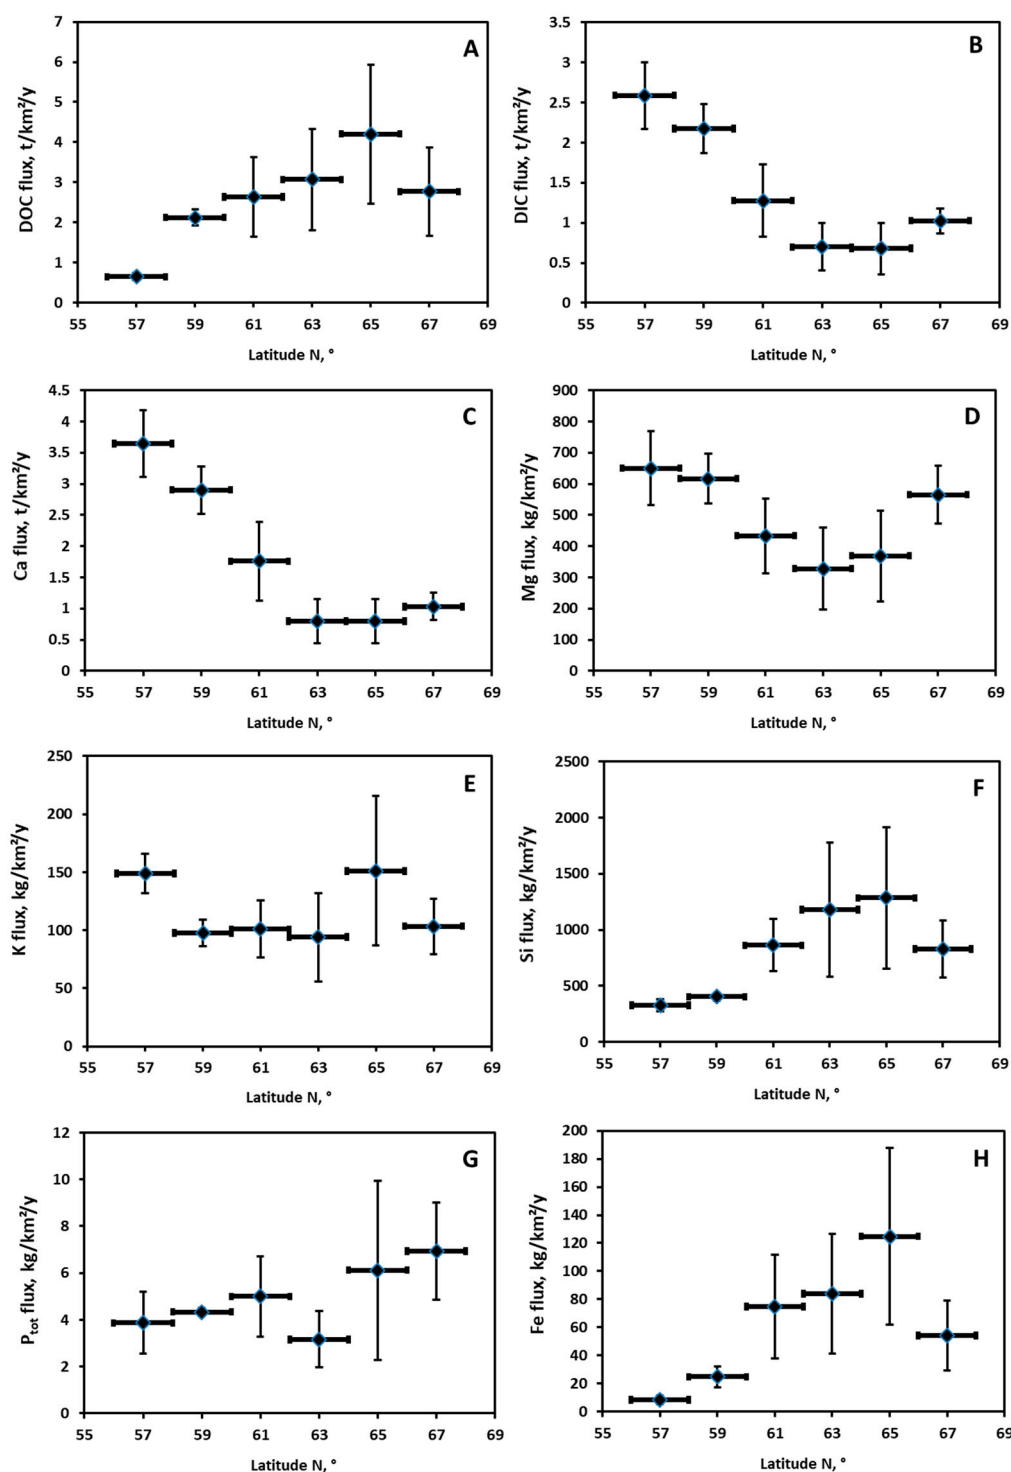 A
DOC flux, t/km²/y
7
6
5
4
3
2
1
0
55 57 59 61 63 65 67 69
Latitude N, °
B
DIC flux, t/km²/y
3.5
3
2.5
2
1.5
1
0.5
0
55 57 59 61 63 65 67 69
Latitude N, °
C
Ca flux, t/km²/y
4.5
4
3.5
3
2.5
2
1.5
1
0.5
0
55 57 59 61 63 65 67 69
Latitude N, °
D
Mg flux, kg/km²/y
900
800
700
600
500
400
300
200
100
0
55 57 59 61 63 65 67 69
Latitude N, °
E
K flux, kg/km²/y
250
200
150
100
50
0
55 57 59 61 63 65 67 69
Latitude N, °
F
Si flux, kg/km²/y
2500
2000
1500
1000
500
0
55 57 59 61 63 65 67 69
Latitude N, °
G
Ptot flux, kg/km²/y
12
10
8
6
4
2
0
55 57 59 61 63 65 67 69
Latitude N, °
H
Fe flux, kg/km²/y
200
180
160
140
120
100
80
60
40
20
0
55 57 59 61 63 65 67 69
Latitude N, °